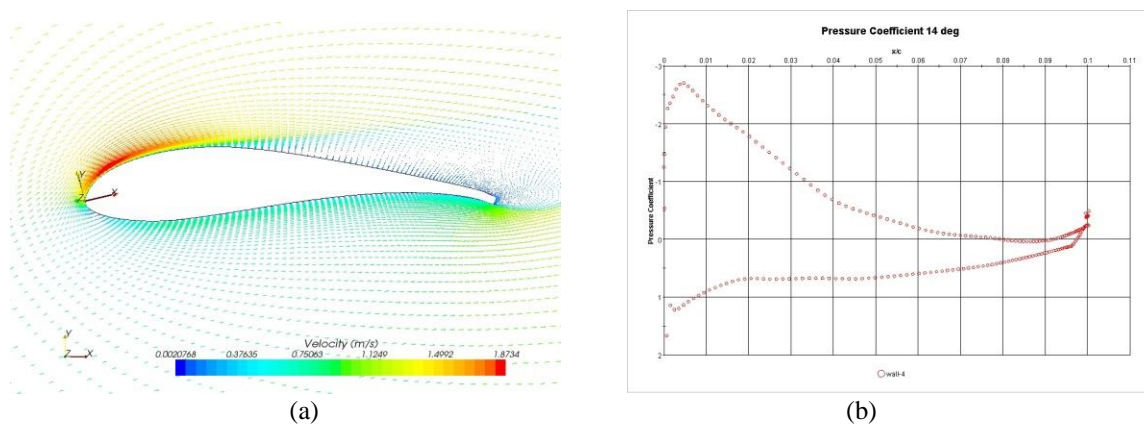 Y
X
Z
Y
Z X
Velocity (m/s)
0.0020768 0.37635 0.75063 1.1249 1.4992 1.8734
(a)
Pressure Coefficient 14 deg
x/c
0 0.01 0.02 0.03 0.04 0.05 0.06 0.07 0.08 0.09 0.1 0.11
-3
-2
-1
0
1
2
Pressure Coefficient
wall-4
(b)